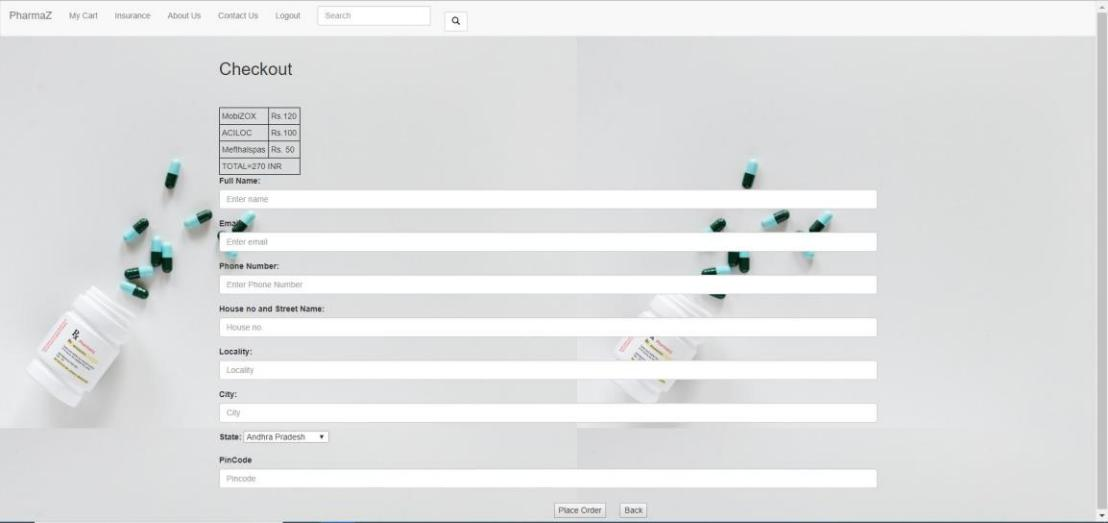 PharmaZ My Cart Insurance About Us Contact Us Logout Search
Checkout
MobiZOX Rs.120
ACILOC Rs.100
Mefthalspas Rs. 50
TOTAL=270 INR
Full Name:
Enter name
Email
Enter email
Phone Number:
Enter Phone Number
House no and Street Name:
House no
Locality:
Locality
City:
City
State: Andhra Pradesh
PinCode
Pincode
Place Order Back